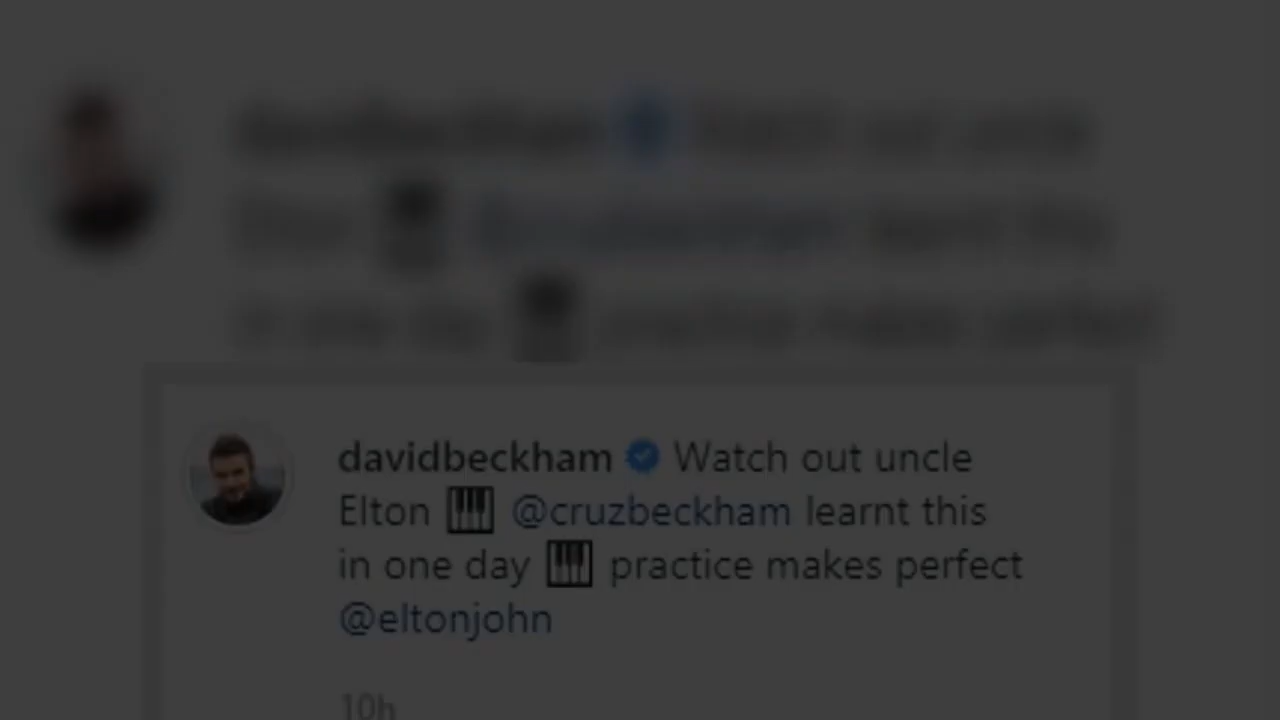 davidbeckham Watch out uncle
Elton 🎹 @cruzbeckham learnt this
in one day 🎹 practice makes perfect
@eltonjohn
10h